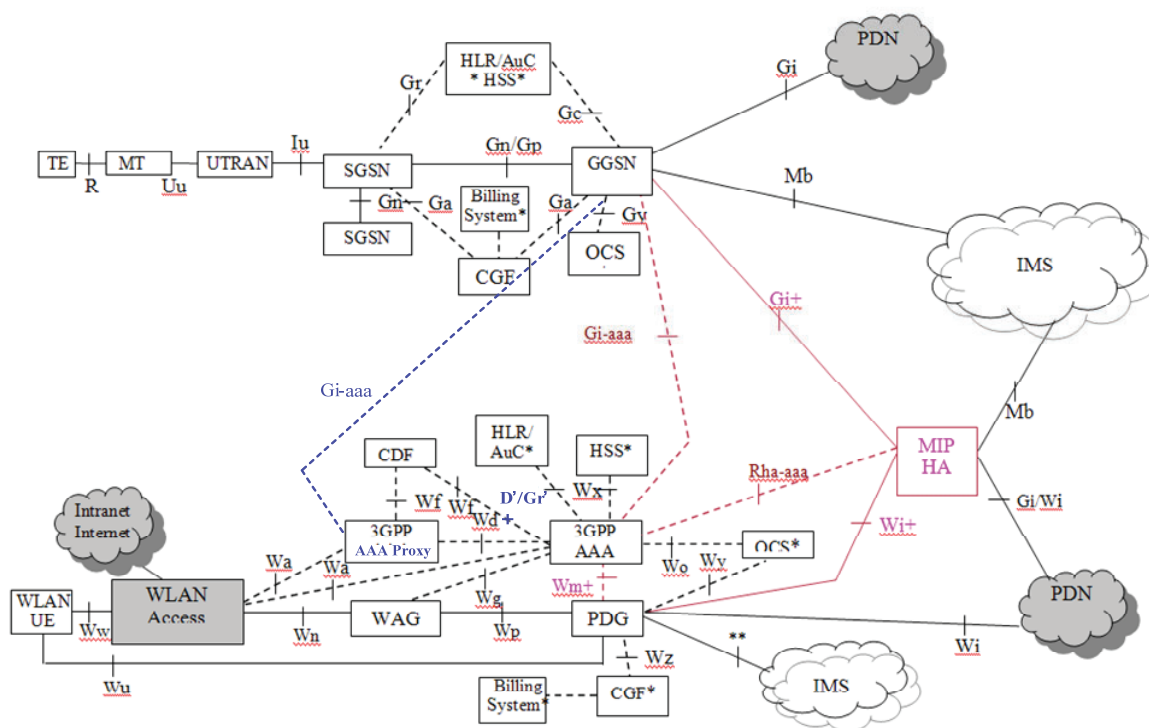 PDN
HLR/AuC
* HSS*
Gi
Gr
Gc
Iu
Gn/Gp
TE
MT
UTRAN
SGSN
GGSN
R
Uu
Mb
Gn
Ga
Billing
System*
Ga
Gy
SGSN
OCS
CGF
IMS
Gi+
Gi-aaa
Gi-aaa
Mb
HLR/
AuC*
HSS*
MIP
HA
CDF
Rha-aaa
Wf
Wf
D'/Gr'
Wx
Gi/Wi
Intranet
Internet
Wd
3GPP
AAA Proxy
3GPP
AAA
Wi+
OCS*
Wa
Wa
Wo
Wy
Wm+
WLAN
UE
WLAN
Access
Wg
WAG
PDG
PDN
Ww
Wn
Wp
Wi
**
Wu
Wz
Billing
System*
CGF*
IMS